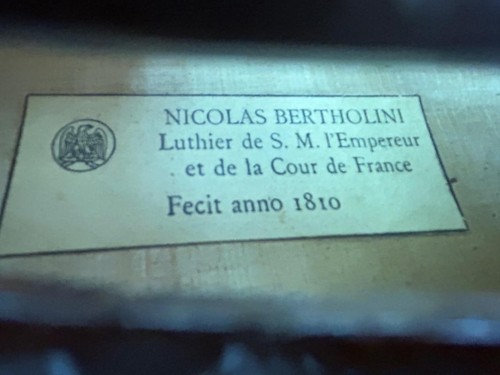 NICOLAS BERTHOLINI
Luthier de S. M. l'Empereur
et de la Cour de France
Fecit anno 1810